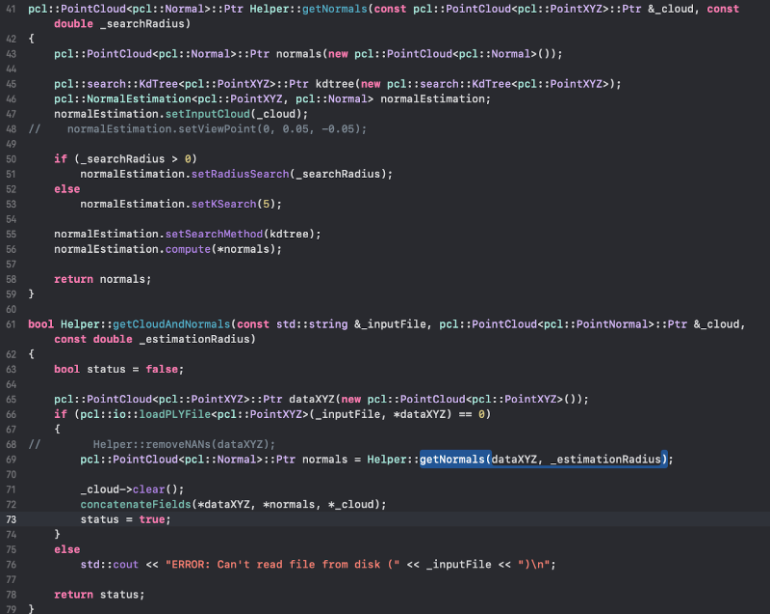 41 pcl::PointCloud<pcl::Normal>::Ptr Helper::getNormals(const pcl::PointCloud<pcl::PointXYZ>::Ptr &_cloud, const
double _searchRadius)
42 {
43 pcl::PointCloud<pcl::Normal>::Ptr normals(new pcl::PointCloud<pcl::Normal>());
44
45 pcl::search::KdTree<pcl::PointXYZ>::Ptr kdtree(new pcl::search::KdTree<pcl::PointXYZ>);
46 pcl::NormalEstimation<pcl::PointXYZ, pcl::Normal> normalEstimation;
47 normalEstimation.setInputCloud(_cloud);
48 // normalEstimation.setViewPoint(0, 0.05, -0.05);
49
50 if (_searchRadius > 0)
51 normalEstimation.setRadiusSearch(_searchRadius);
52 else
53 normalEstimation.setKSearch(5);
54
55 normalEstimation.setSearchMethod(kdtree);
56 normalEstimation.compute(*normals);
57
58 return normals;
59 }
60
61 bool Helper::getCloudAndNormals(const std::string &_inputFile, pcl::PointCloud<pcl::PointNormal>::Ptr &_cloud,
const double _estimationRadius)
62 {
63 bool status = false;
64
65 pcl::PointCloud<pcl::PointXYZ>::Ptr dataXYZ(new pcl::PointCloud<pcl::PointXYZ>());
66 if (pcl::io::loadPLYFile<pcl::PointXYZ>(_inputFile, *dataXYZ) == 0)
67 {
68 // Helper::removeNANs(dataXYZ);
69 pcl::PointCloud<pcl::Normal>::Ptr normals = Helper::getNormals(dataXYZ, _estimationRadius);
70
71 _cloud->clear();
72 concatenateFields(*dataXYZ, *normals, *_cloud);
73 status = true;
74 }
75 else
76 std::cout << "ERROR: Can't read file from disk (" << _inputFile << ")\n";
77
78 return status;
79 }